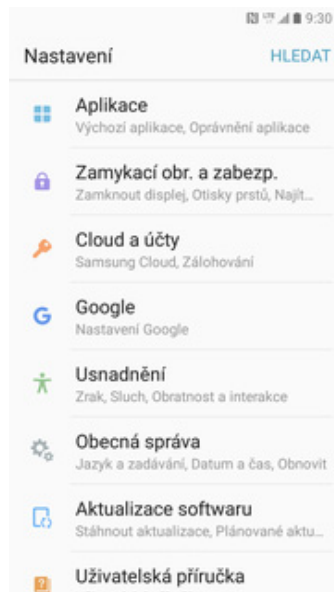 9:30
Nastavení HLEDAT
Aplikace
Výchozí aplikace, Oprávnění aplikace
Zamykací obr. a zabezp.
Zamknout displej, Otisky prstů, Najít...
Cloud a účty
Samsung Cloud, Zálohování
Google
Nastavení Google
Usnadnění
Zrak, Sluch, Obratnost a interakce
Obecná správa
Jazyk a zadávání, Datum a čas, Obnovit
Aktualizace softwaru
Stáhnout aktualizace, Plánované aktu...
Uživatelská příručka